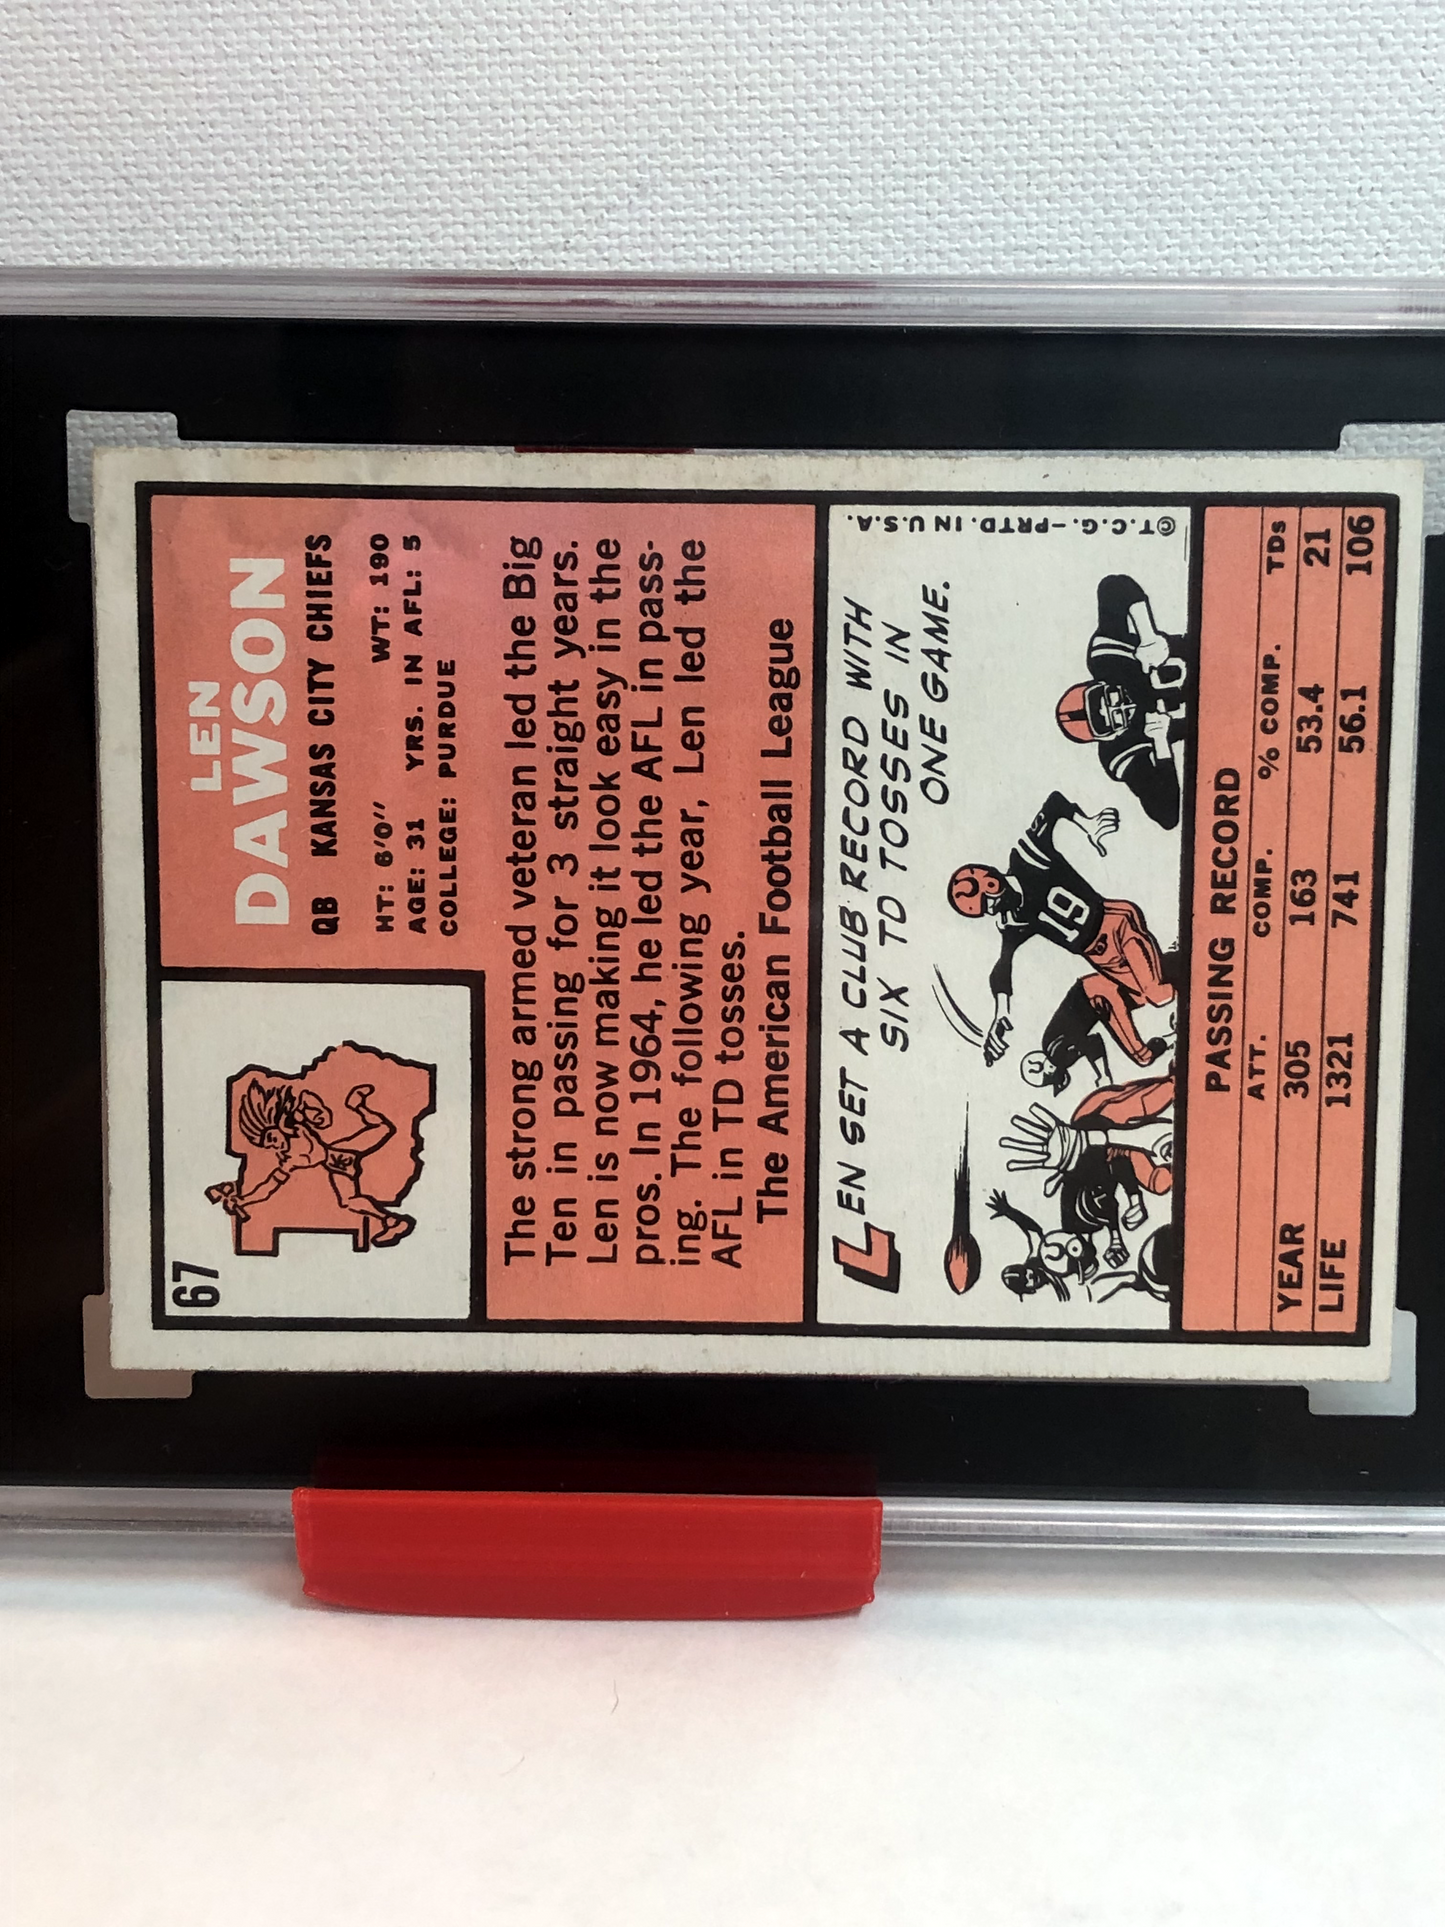 67
LEN
DAWSON
QB KANSAS CITY CHIEFS
HT: 6'0" WT: 190
AGE: 31 YRS. IN AFL: 5
COLLEGE: PURDUE
The strong armed veteran led the Big
Ten in passing for 3 straight years.
Len is now making it look easy in the
pros. In 1964, he led the AFL in pass-
ing. The following year, Len led the
AFL in TD tosses.
The American Football League
LEN SET A CLUB RECORD WITH
SIX TD TOSSES IN
ONE GAME.
19
© T.C.G.—PRTD. IN U.S.A.
PASSING RECORD
ATT. COMP. % COMP. TDs
YEAR 305 163 53.4 21
LIFE 1321 741 56.1 106